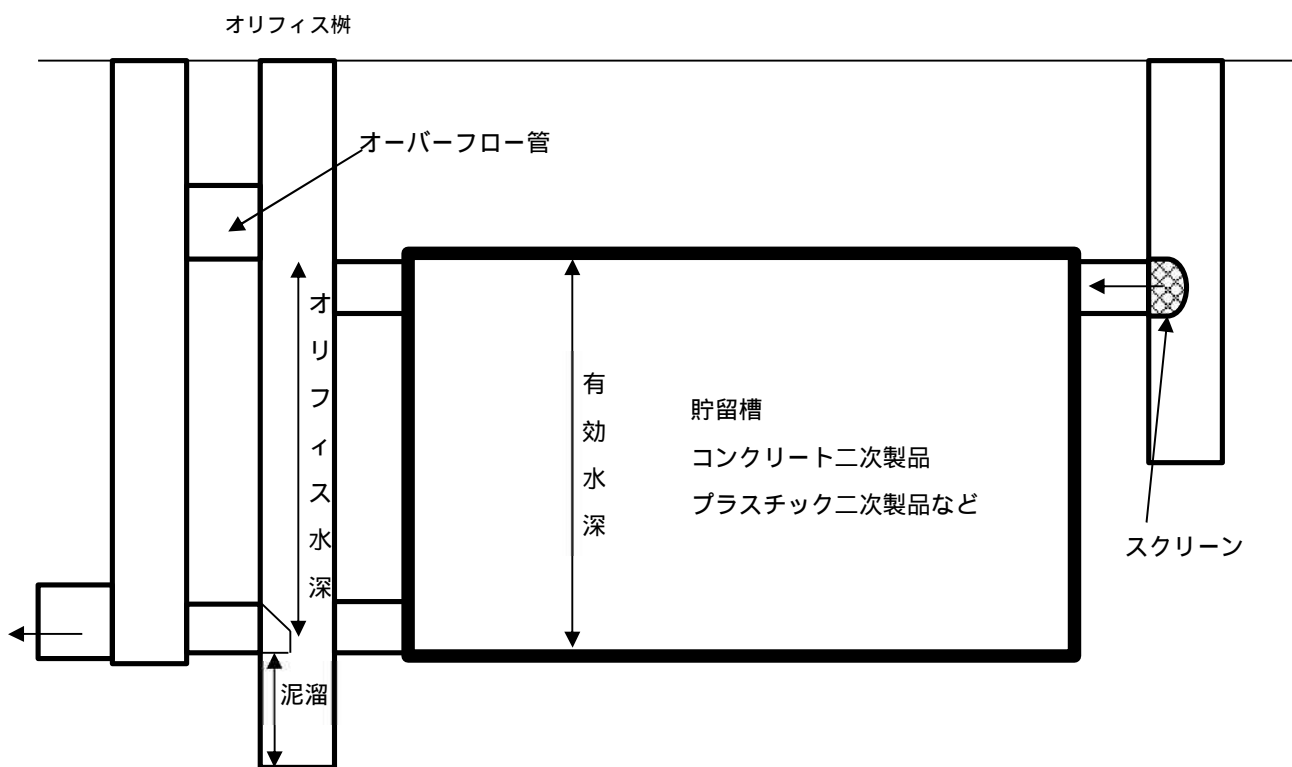 オリフィス桝
オーバーフロー管
オリフィス水深
有効水深
貯留槽
コンクリート二次製品
プラスチック二次製品など
スクリーン
泥溜